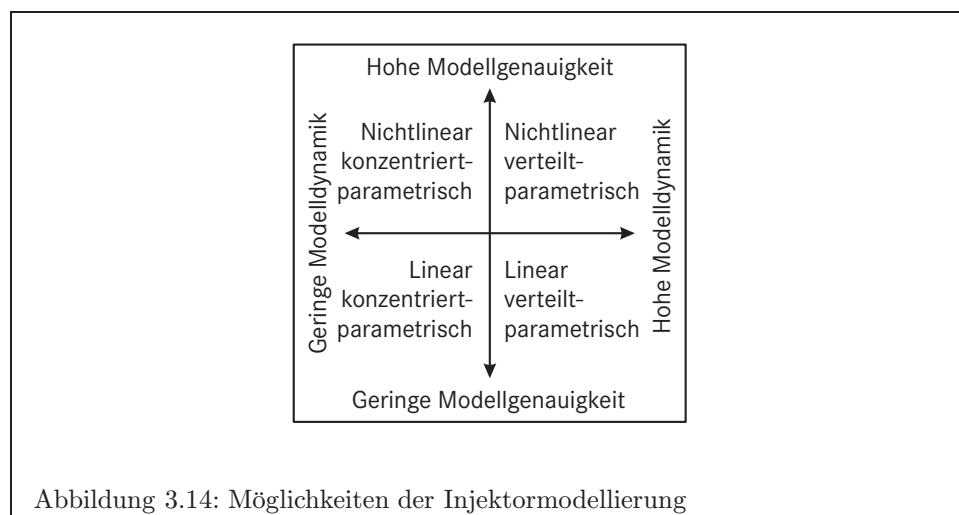 Hohe Modellgenauigkeit
Geringe Modelldynamik
Nichtlinear
konzentriert-
parametrisch
Nichtlinear
verteilt-
parametrisch
Linear
konzentriert-
parametrisch
Linear
verteilt-
parametrisch
Hohe Modelldynamik
Geringe Modellgenauigkeit
Abbildung 3.14: Möglichkeiten der Injektormodellierung